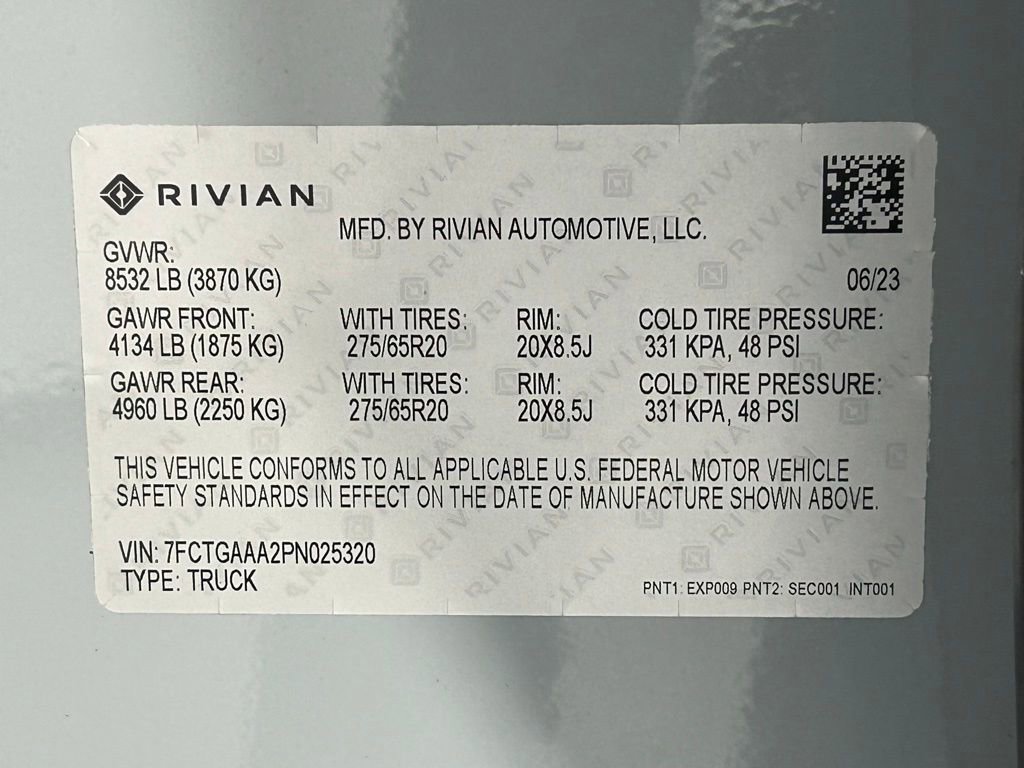 RIVIAN
MFD. BY RIVIAN AUTOMOTIVE, LLC.
GVWR:
8532 LB (3870 KG) 06/23
GAWR FRONT: WITH TIRES: RIM: COLD TIRE PRESSURE:
4134 LB (1875 KG) 275/65R20 20X8.5J 331 KPA, 48 PSI
GAWR REAR: WITH TIRES: RIM: COLD TIRE PRESSURE:
4960 LB (2250 KG) 275/65R20 20X8.5J 331 KPA, 48 PSI
THIS VEHICLE CONFORMS TO ALL APPLICABLE U.S. FEDERAL MOTOR VEHICLE
SAFETY STANDARDS IN EFFECT ON THE DATE OF MANUFACTURE SHOWN ABOVE.
VIN: 7FCTGAAA2PN025320
TYPE: TRUCK
PNT1: EXP009 PNT2: SEC001 INT001